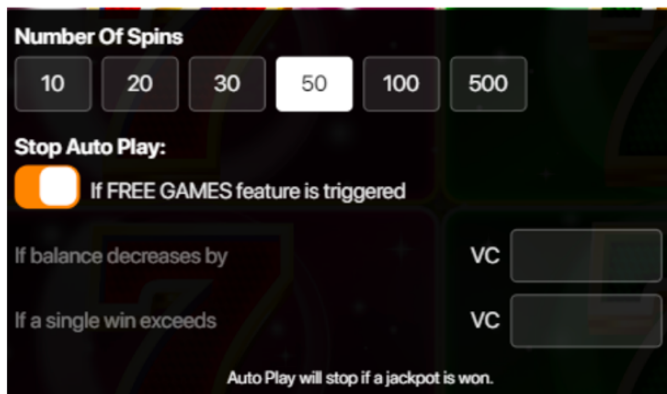 Number Of Spins
10 20 30 50 100 500
Stop Auto Play:
If FREE GAMES feature is triggered
If balance decreases by VC
If a single win exceeds VC
Auto Play will stop if a jackpot is won.